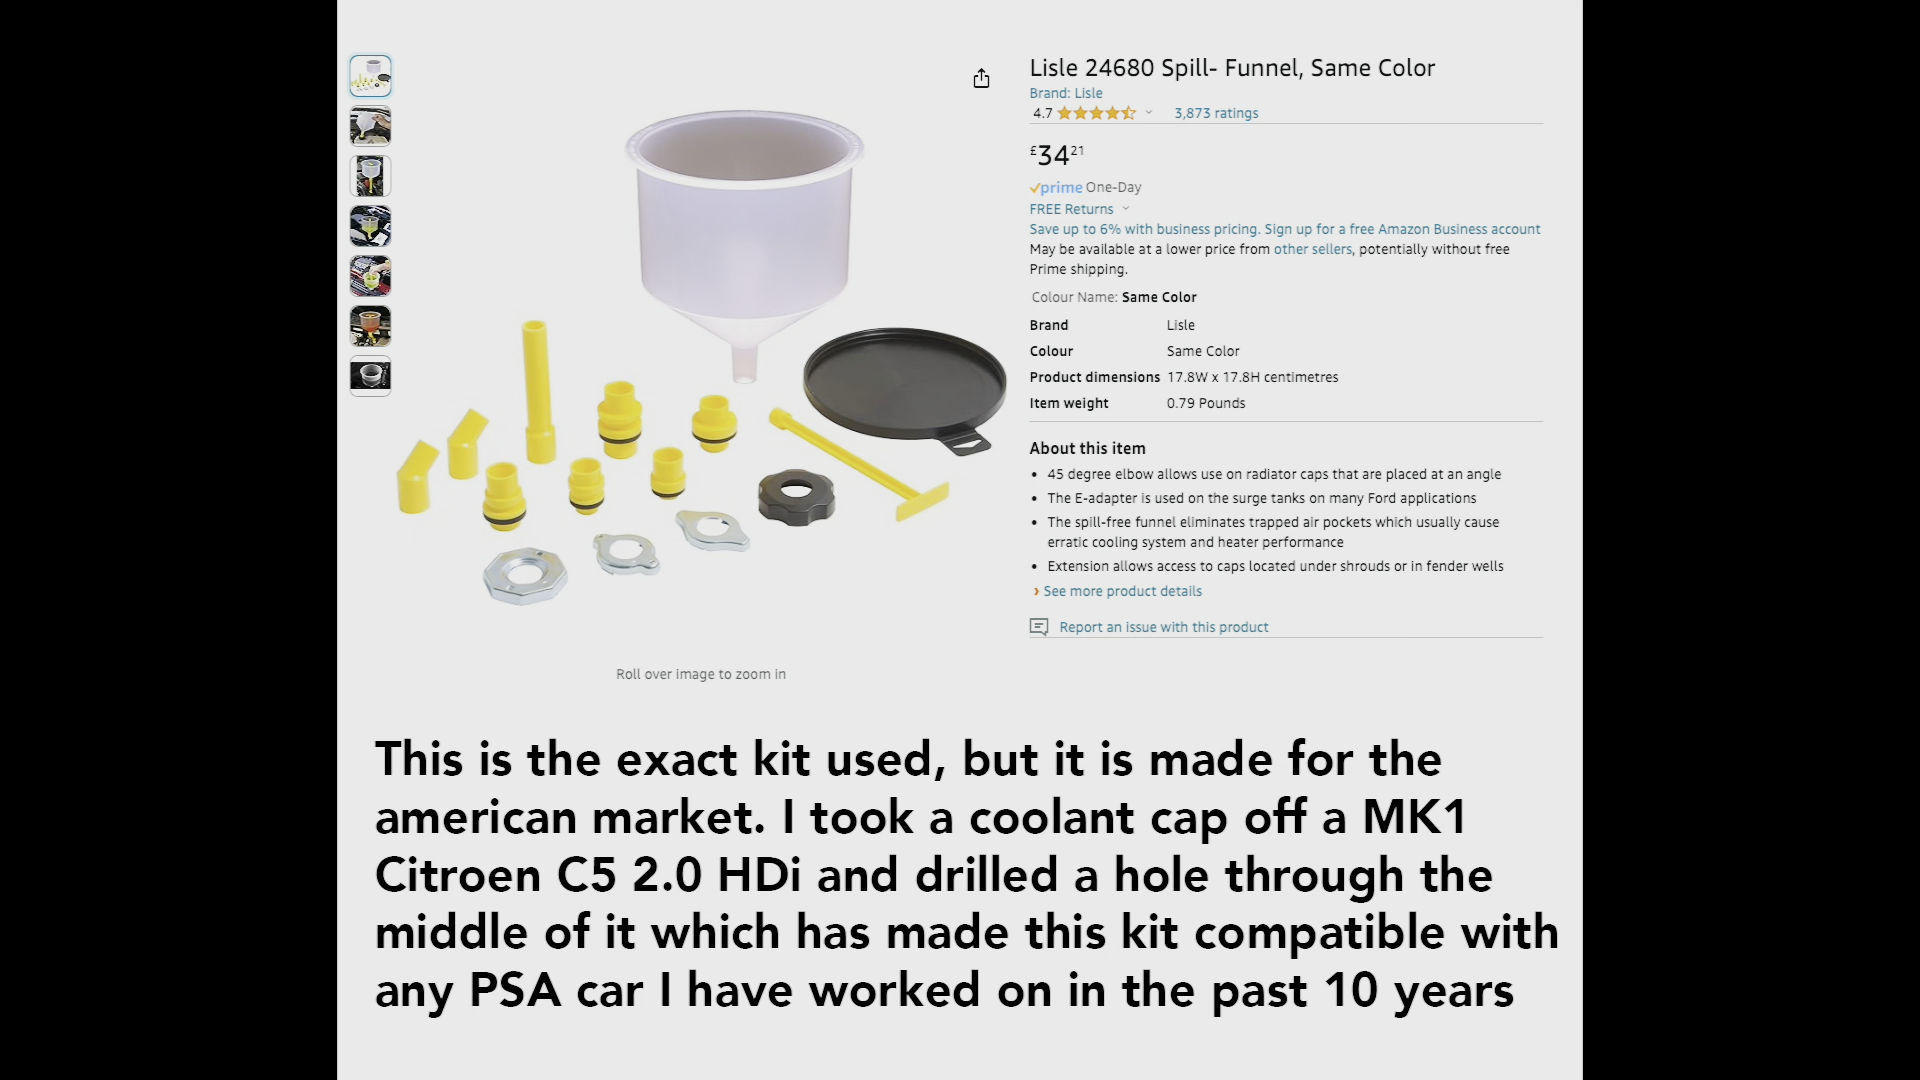 Lisle 24680 Spill- Funnel, Same Color
Brand: Lisle
4.7 3,873 ratings
£3421
prime One-Day
FREE Returns
Save up to 6% with business pricing. Sign up for a free Amazon Business account
May be available at a lower price from other sellers, potentially without free
Prime shipping.
Colour Name: Same Color
Brand Lisle
Colour Same Color
Product dimensions 17.8W x 17.8H centimetres
Item weight 0.79 Pounds
About this item
• 45 degree elbow allows use on radiator caps that are placed at an angle
• The E-adapter is used on the surge tanks on many Ford applications
• The spill-free funnel eliminates trapped air pockets which usually cause
erratic cooling system and heater performance
• Extension allows access to caps located under shrouds or in fender wells
› See more product details
Report an issue with this product
Roll over image to zoom in
This is the exact kit used, but it is made for the
american market. I took a coolant cap off a MK1
Citroen C5 2.0 HDi and drilled a hole through the
middle of it which has made this kit compatible with
any PSA car I have worked on in the past 10 years